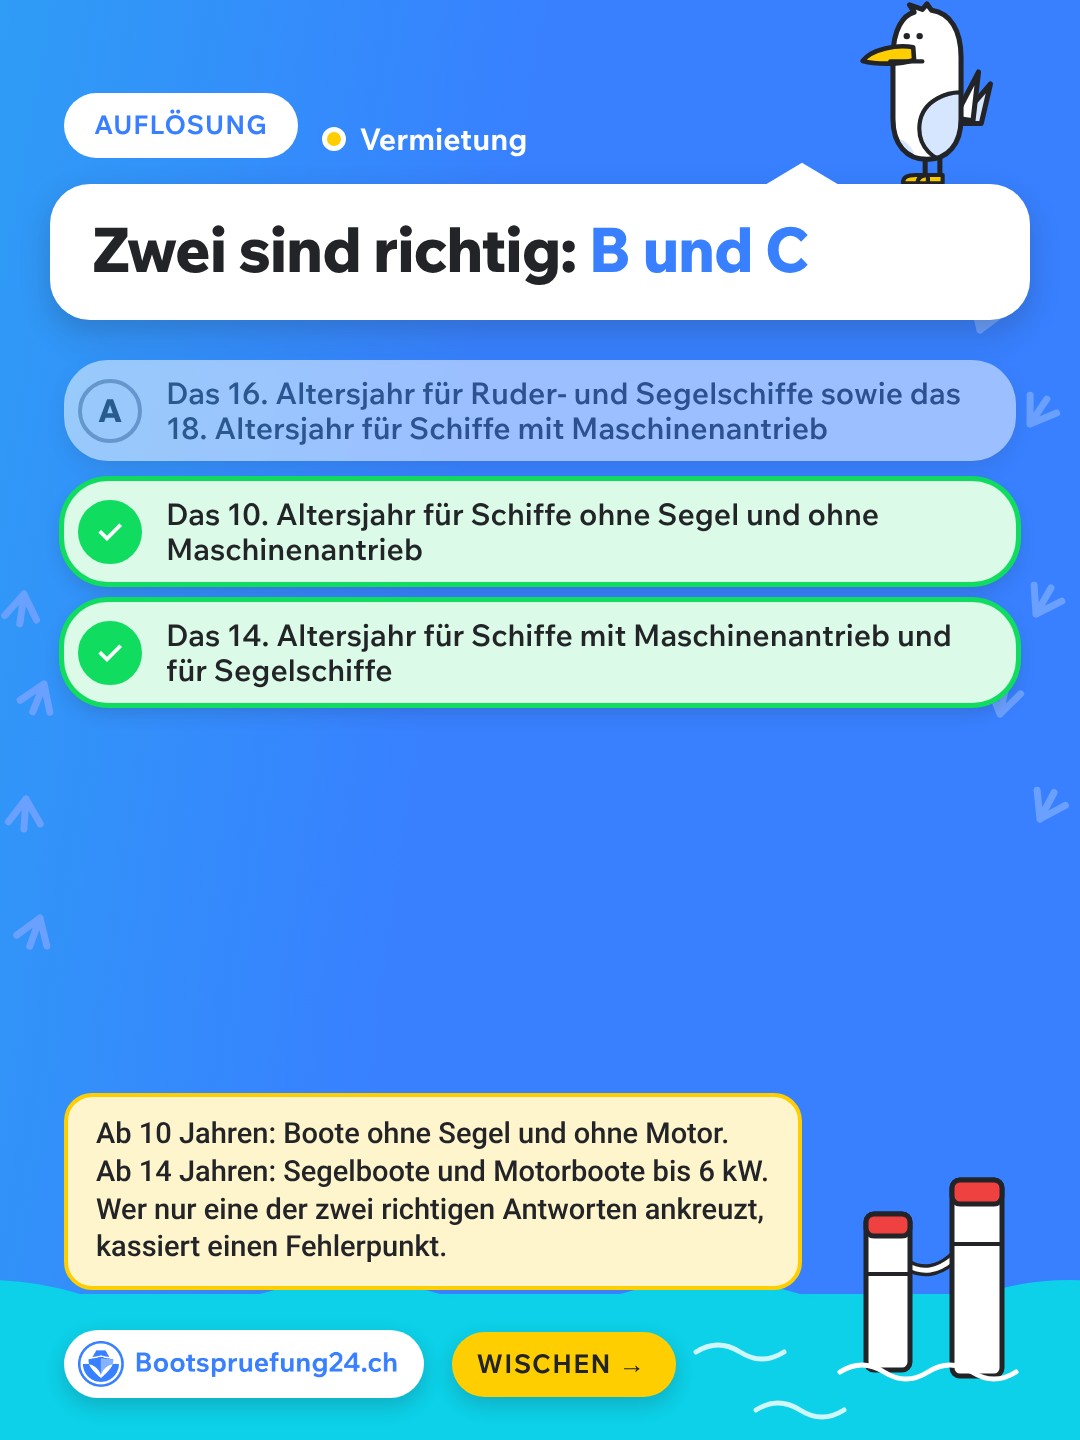 AUFLÖSUNG
Vermietung
Zwei sind richtig: B und C
A
Das 16. Altersjahr für Ruder- und Segelschiffe sowie das
18. Altersjahr für Schiffe mit Maschinenantrieb
Das 10. Altersjahr für Schiffe ohne Segel und ohne
Maschinenantrieb
Das 14. Altersjahr für Schiffe mit Maschinenantrieb und
für Segelschiffe
Ab 10 Jahren: Boote ohne Segel und ohne Motor.
Ab 14 Jahren: Segelboote und Motorboote bis 6 kW.
Wer nur eine der zwei richtigen Antworten ankreuzt,
kassiert einen Fehlerpunkt.
Bootspruefung24.ch
WISCHEN →